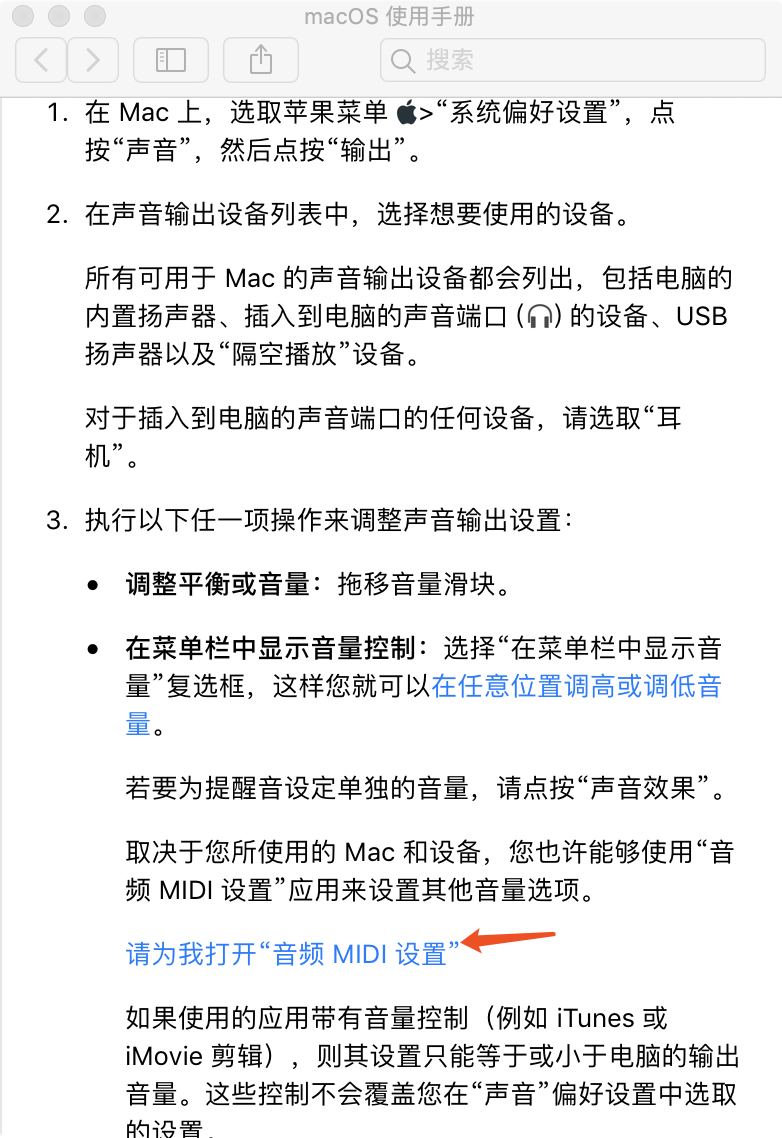 macOS 使用手册
搜索
1. 在 Mac 上，选取苹果菜单 >“系统偏好设置”，点
按“声音”，然后点按“输出”。
2. 在声音输出设备列表中，选择想要使用的设备。
所有可用于 Mac 的声音输出设备都会列出，包括电脑的
内置扬声器、插入到电脑的声音端口 (🎧) 的设备、USB
扬声器以及“隔空播放”设备。
对于插入到电脑的声音端口的任何设备，请选取“耳
机”。
3. 执行以下任一项操作来调整声音输出设置：
• 调整平衡或音量：拖移音量滑块。
• 在菜单栏中显示音量控制：选择“在菜单栏中显示音
量”复选框，这样您就可以在任意位置调高或调低音
量。
若要为提醒音设定单独的音量，请点按“声音效果”。
取决于您所使用的 Mac 和设备，您也许能够使用“音
频 MIDI 设置”应用来设置其他音量选项。
请为我打开“音频 MIDI 设置”
如果使用的应用带有音量控制（例如 iTunes 或
iMovie 剪辑），则其设置只能等于或小于电脑的输出
音量。这些控制不会覆盖您在“声音”偏好设置中选取
的设置。